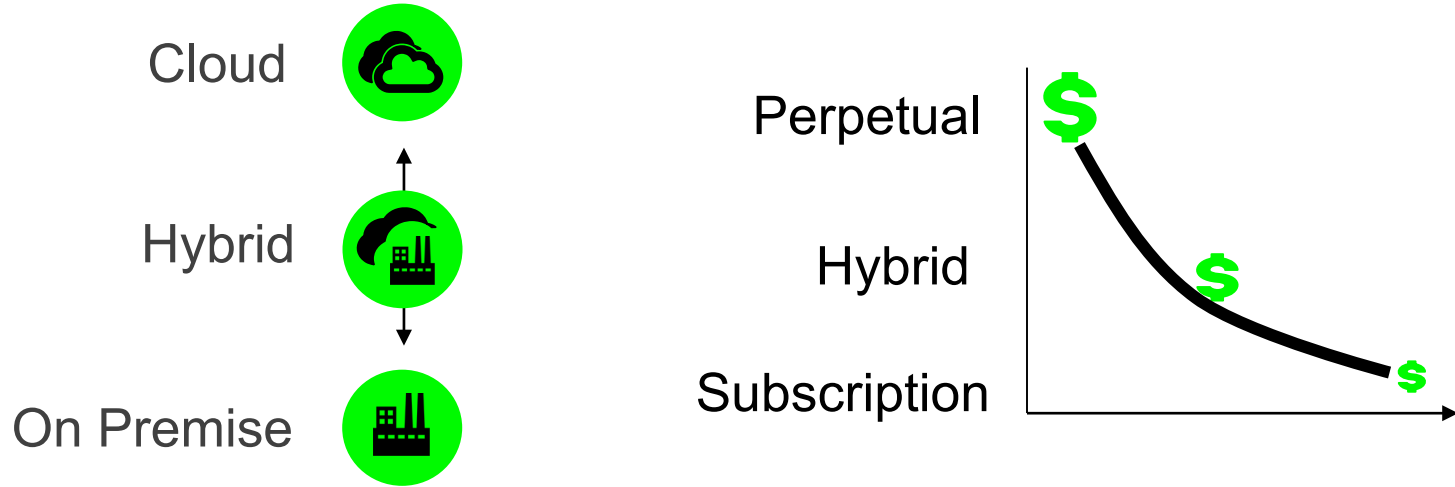 Cloud
Hybrid
On Premise
Perpetual
Hybrid
Subscription
$
$
$